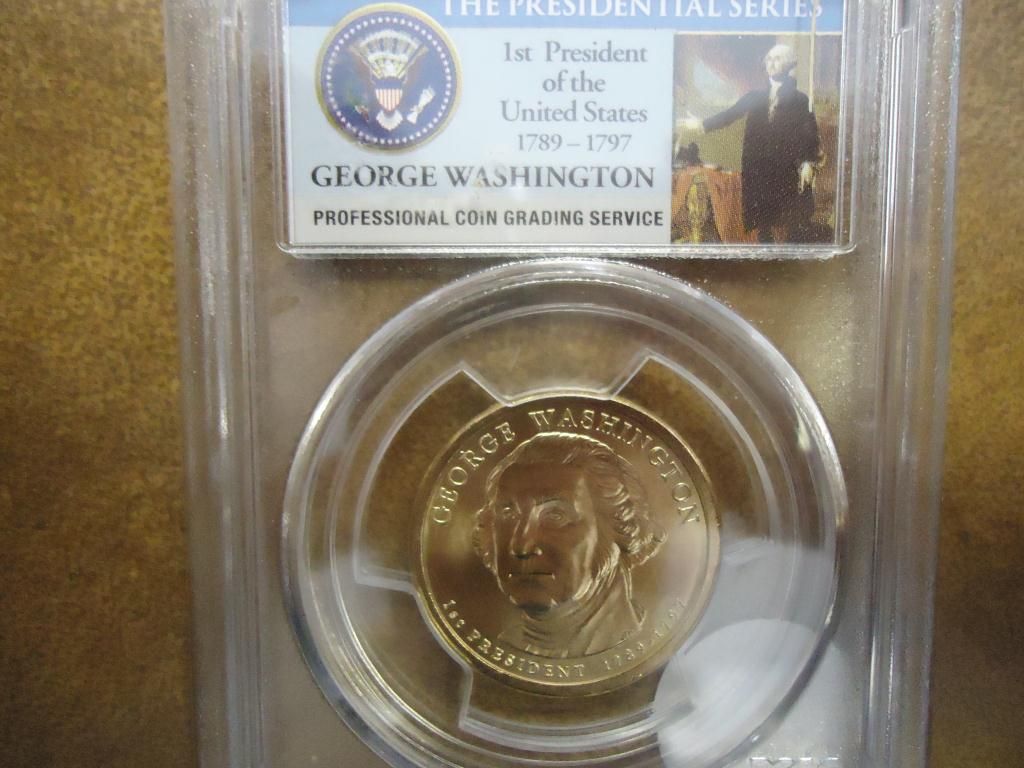 THE PRESIDENTIAL SERIES
1st President
of the
United States
1789 – 1797
GEORGE WASHINGTON
PROFESSIONAL COIN GRADING SERVICE
GEORGE WASHINGTON
1st PRESIDENT 1789-1797